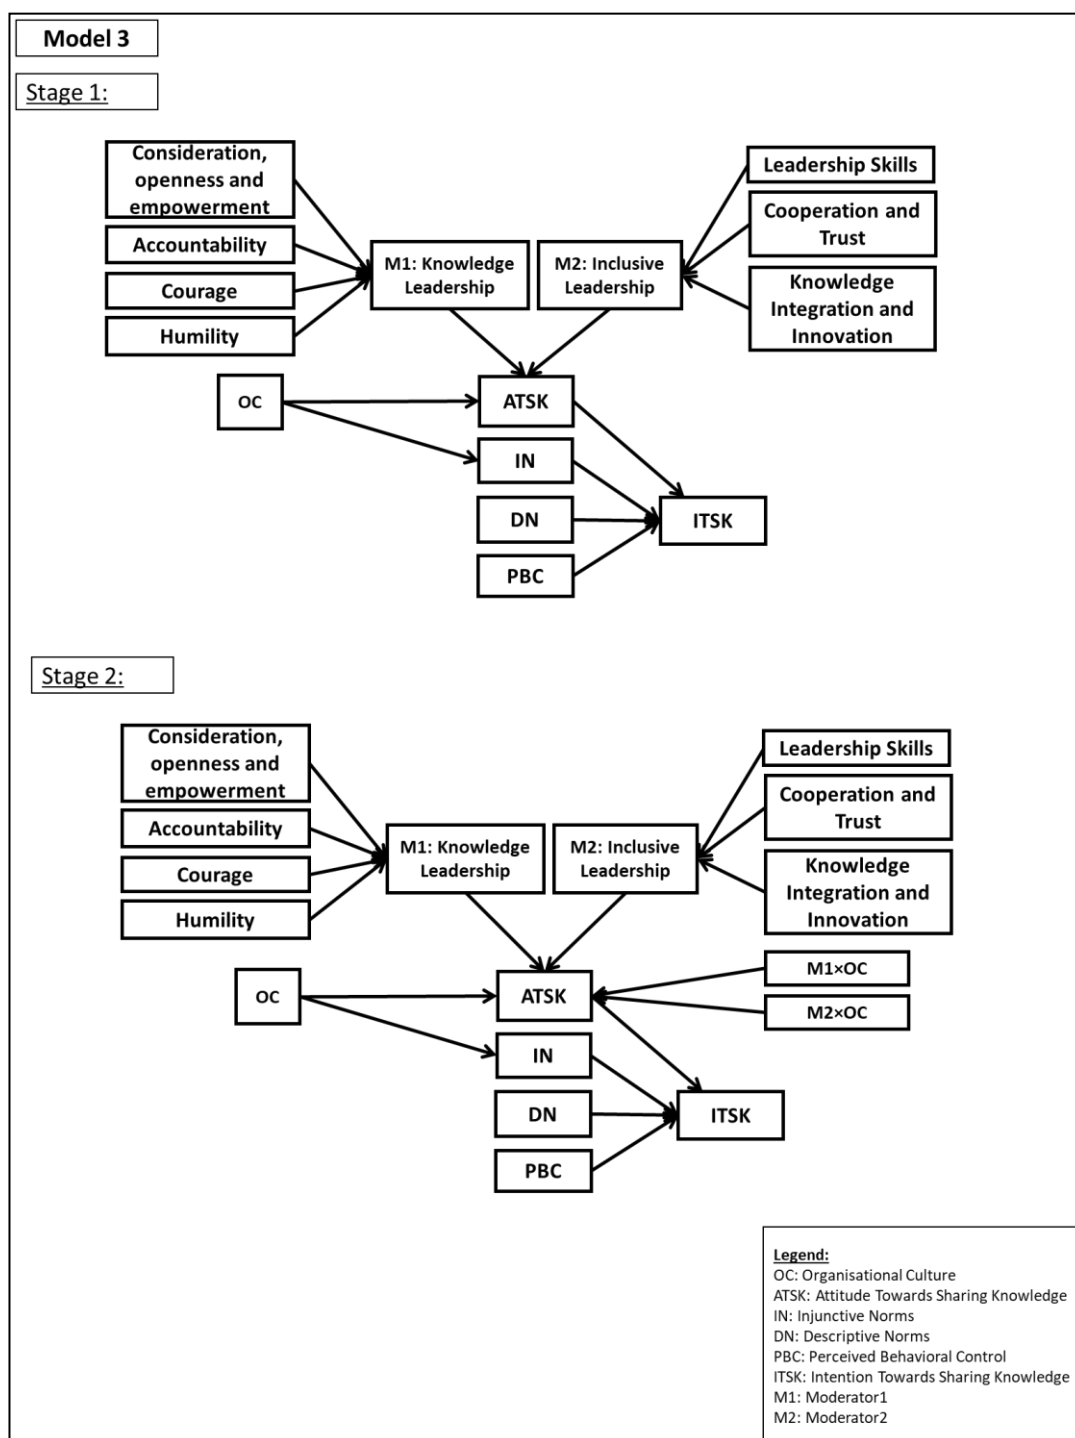 Model 3
Stage 1:
Consideration,
openness and
empowerment
Accountability
Courage
Humility
M1: Knowledge
Leadership
M2: Inclusive
Leadership
Leadership Skills
Cooperation and
Trust
Knowledge
Integration and
Innovation
OC
ATSK
IN
DN
PBC
ITSK
Stage 2:
Consideration,
openness and
empowerment
Accountability
Courage
Humility
M1: Knowledge
Leadership
M2: Inclusive
Leadership
Leadership Skills
Cooperation and
Trust
Knowledge
Integration and
Innovation
OC
ATSK
M1×OC
M2×OC
IN
DN
PBC
ITSK
Legend:
OC: Organisational Culture
ATSK: Attitude Towards Sharing Knowledge
IN: Injunctive Norms
DN: Descriptive Norms
PBC: Perceived Behavioral Control
ITSK: Intention Towards Sharing Knowledge
M1: Moderator1
M2: Moderator2